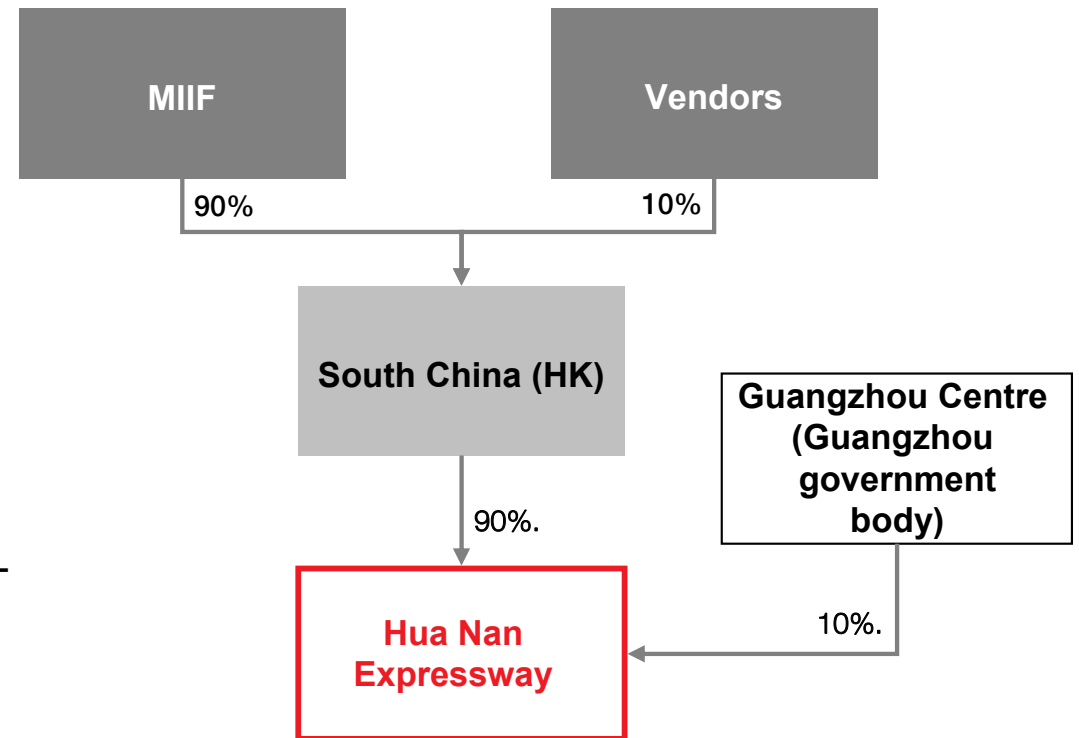 MIIF
Vendors
90%
10%
South China (HK)
Guangzhou Centre
(Guangzhou
government
body)
90%.
10%.
Hua Nan
Expressway